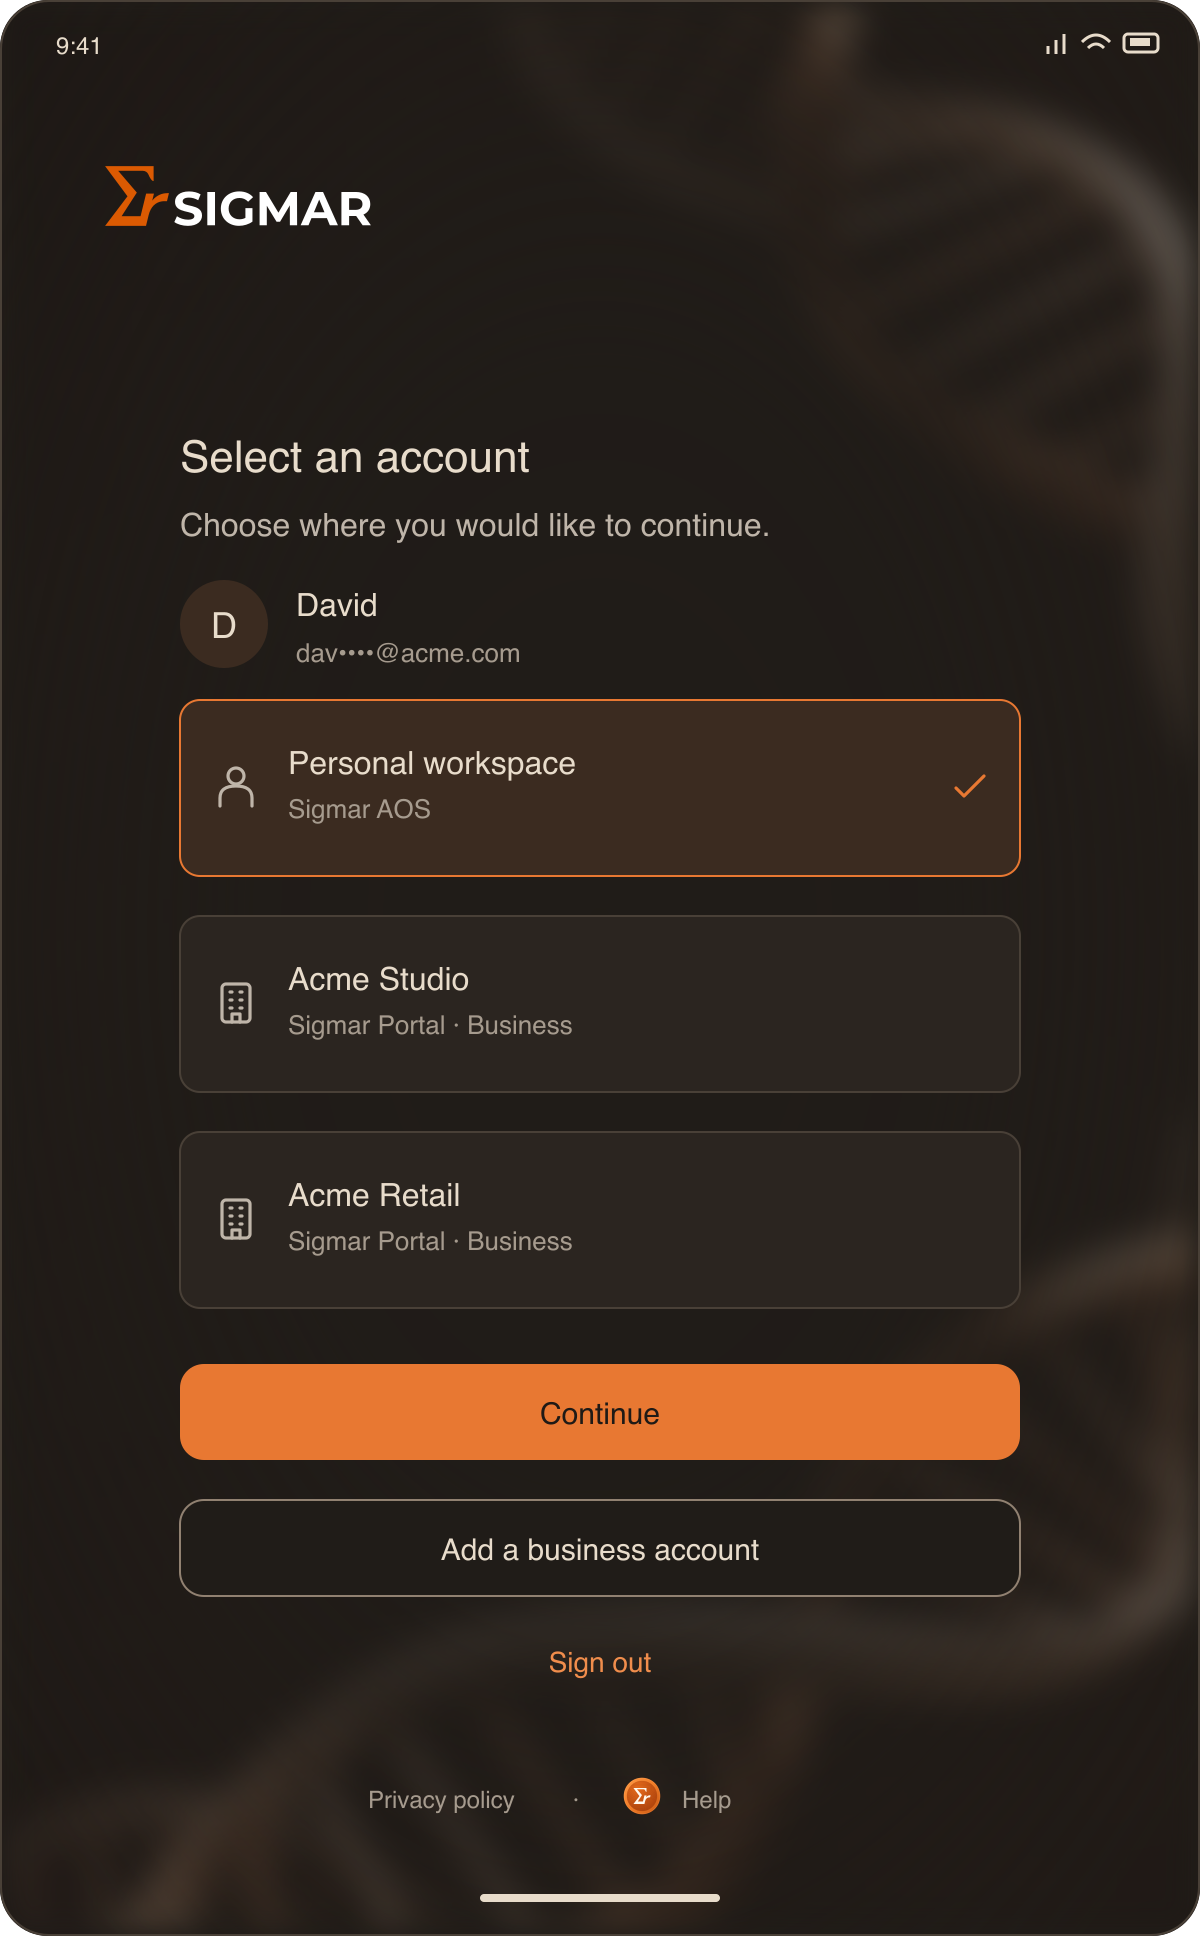 9:41
Σr SIGMAR
Select an account
Choose where you would like to continue.
D
David
dav••••@acme.com
Personal workspace
Sigmar AOS
Acme Studio
Sigmar Portal · Business
Acme Retail
Sigmar Portal · Business
Continue
Add a business account
Sign out
Privacy policy · Σr Help